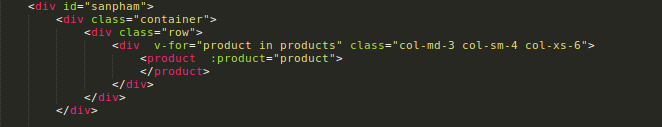 <div id="sanpham">
<div class="container">
<div class="row">
<div  v-for="product in products" class="col-md-3 col-sm-4 col-xs-6">
<product  :product="product">
</product>
</div>
</div>
</div>